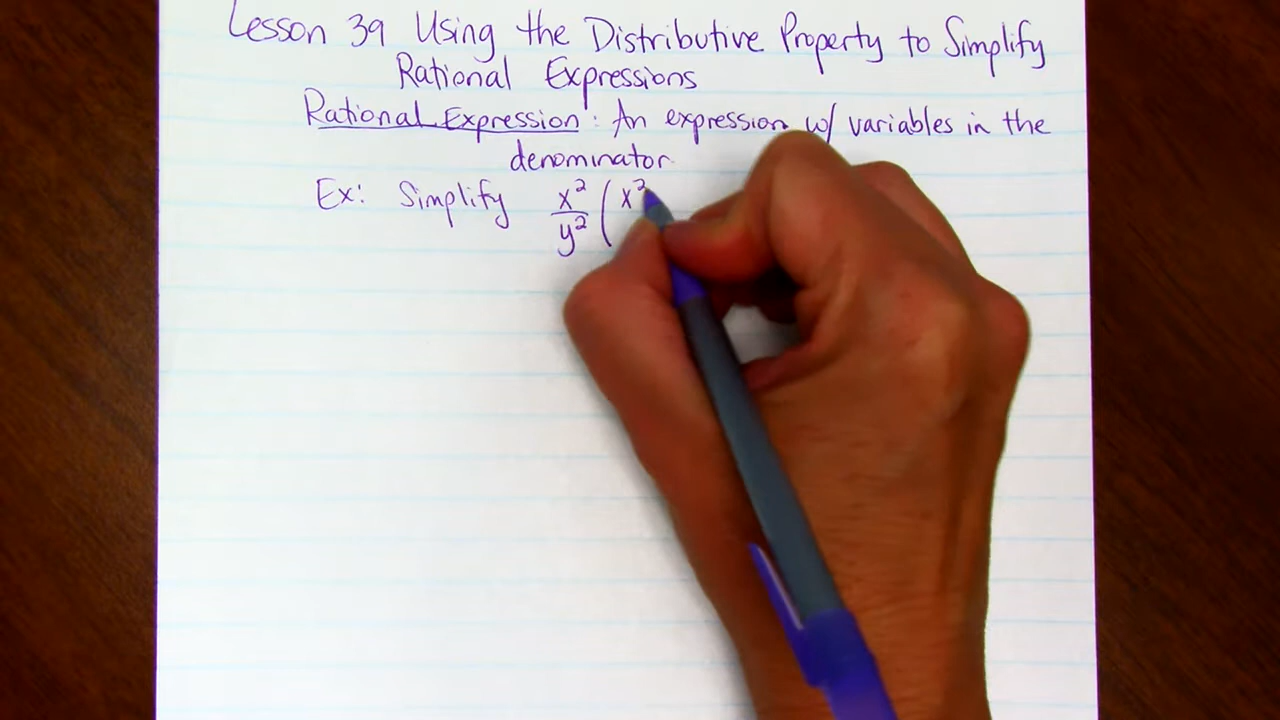 Lesson 39 Using the Distributive Property to Simplify
Rational Expressions
Rational Expression: An expression w/ variables in the
denominator.
Ex: Simplify x²/y² (x²